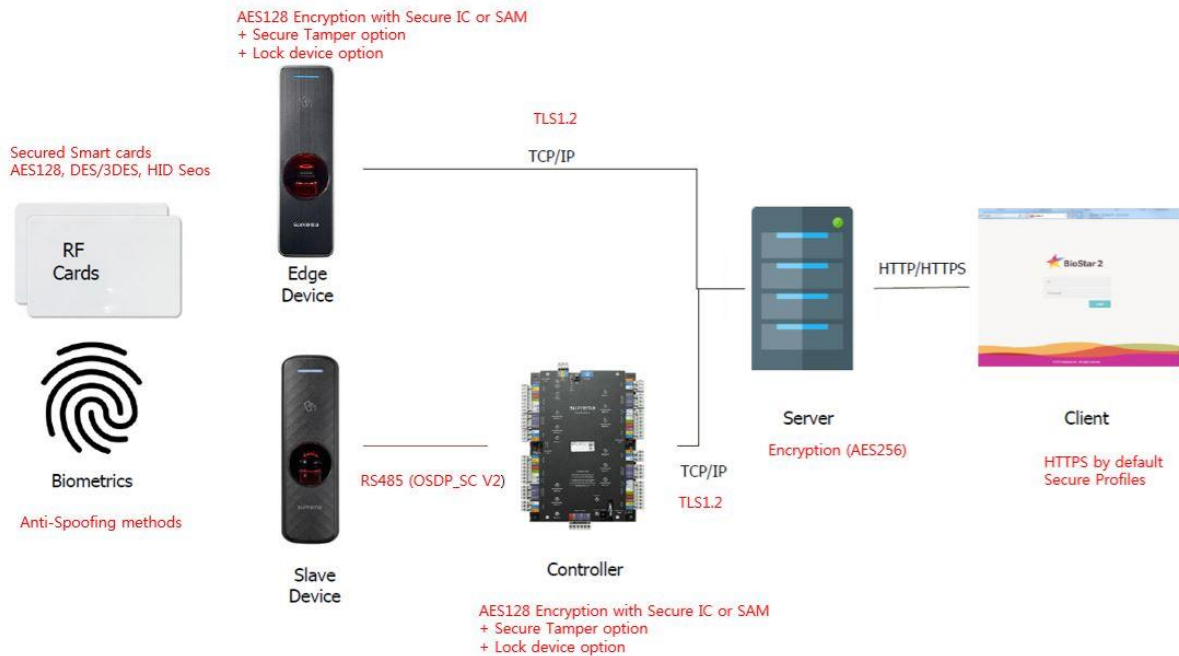 AES128 Encryption with Secure IC or SAM
+ Secure Tamper option
+ Lock device option
Secured Smart cards
AES128, DES/3DES, HID Seos
RF
Cards
Biometrics
Anti-Spoofing methods
suprema
Edge
Device
TLS1.2
TCP/IP
suprema
Slave
Device
RS485 (OSDP_SC V2)
suprema
Controller
AES128 Encryption with Secure IC or SAM
+ Secure Tamper option
+ Lock device option
TCP/IP
TLS1.2
Server
Encryption (AES256)
HTTP/HTTPS
BioStar 2
Client
HTTPS by default
Secure Profiles